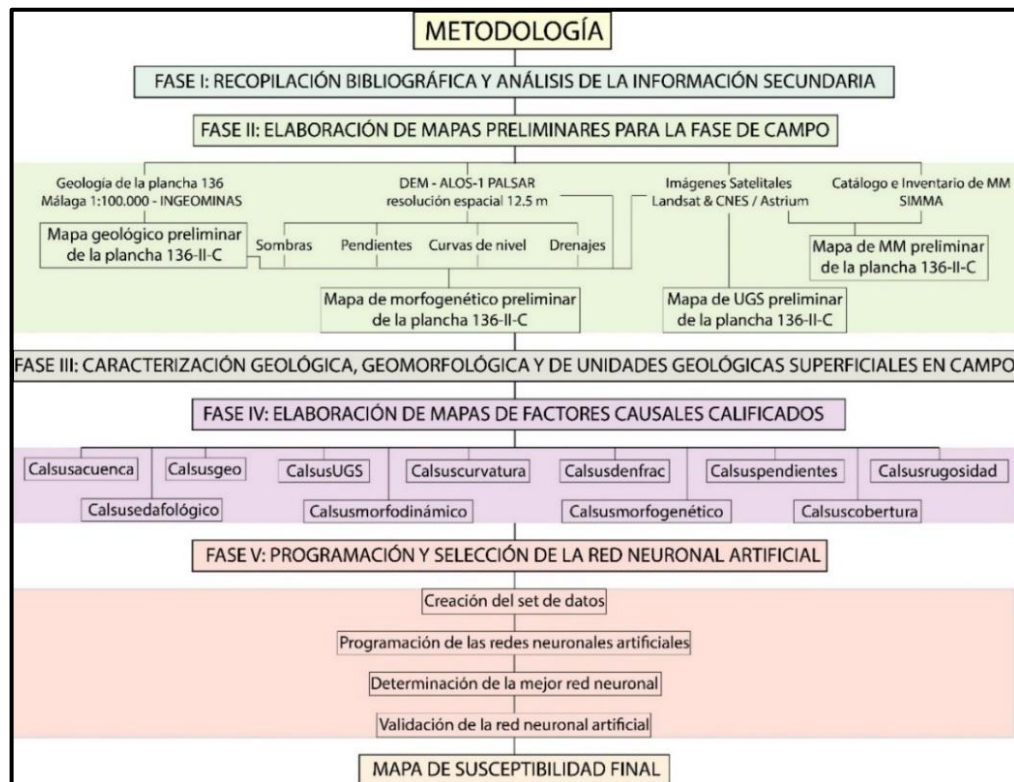 METODOLOGÍA
FASE I: RECOPILACIÓN BIBLIOGRÁFICA Y ANÁLISIS DE LA INFORMACIÓN SECUNDARIA
FASE II: ELABORACIÓN DE MAPAS PRELIMINARES PARA LA FASE DE CAMPO
Geología de la plancha 136
Málaga 1:100.000 - INGEOMINAS
DEM - ALOS-1 PALSAR
resolución espacial 12.5 m
Imágenes Satelitales
Landsat & CNES / Astrium
Catálogo e Inventario de MM
SIMMA
Mapa geológico preliminar
de la plancha 136-II-C
Sombras
Pendientes
Curvas de nivel
Drenajes
Mapa de MM preliminar
de la plancha 136-II-C
Mapa de morfogenético preliminar
de la plancha 136-II-C
Mapa de UGS preliminar
de la plancha 136-II-C
FASE III: CARACTERIZACIÓN GEOLÓGICA, GEOMORFOLÓGICA Y DE UNIDADES GEOLÓGICAS SUPERFICIALES EN CAMPO
FASE IV: ELABORACIÓN DE MAPAS DE FACTORES CAUSALES CALIFICADOS
Calsusacuenca
Calsusgeo
CalsusUGS
Calsuscurvatura
Calsusdenfrac
Calsuspendientes
Calsusrugosidad
Calsusedafológico
Calsusmorfodinámico
Calsusmorfogenético
Calsuscobertura
FASE V: PROGRAMACIÓN Y SELECCIÓN DE LA RED NEURONAL ARTIFICIAL
Creación del set de datos
Programación de las redes neuronales artificiales
Determinación de la mejor red neuronal
Validación de la red neuronal artificial
MAPA DE SUSCEPTIBILIDAD FINAL